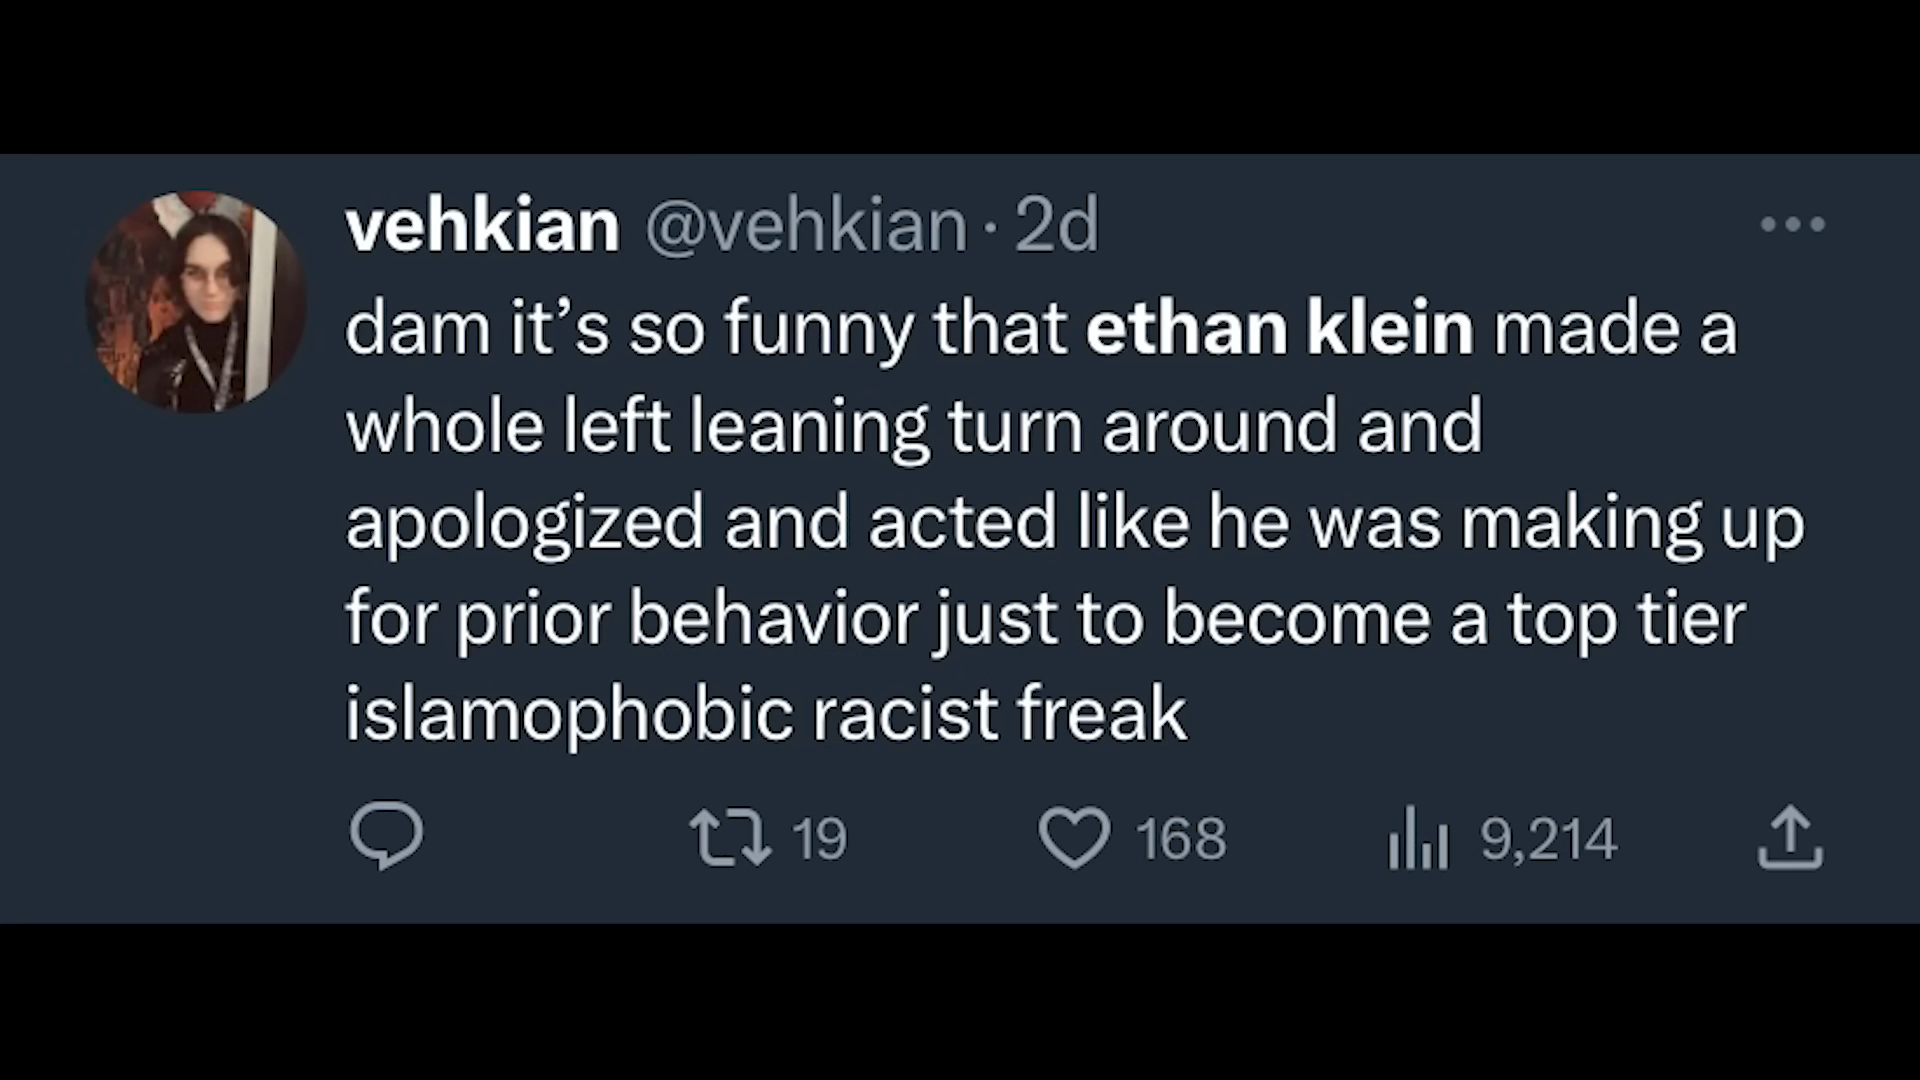 vehkian @vehkian · 2d
dam it’s so funny that ethan klein made a
whole left leaning turn around and
apologized and acted like he was making up
for prior behavior just to become a top tier
islamophobic racist freak
19 168 9,214